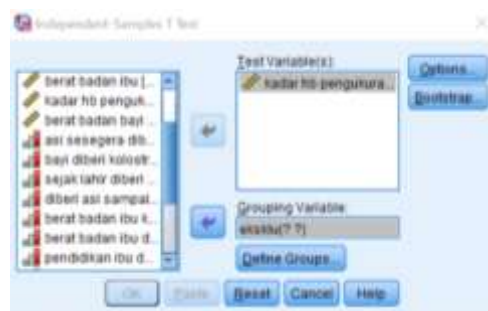 Independent-Samples T Test
berat badan ibu [...
kadar hb penguk...
berat badan bayi ...
asi sesegera dib...
bayi diberi kolostr...
sejak lahir diberi ...
diberi asi sampai...
berat badan ibu k...
berat badan ibu d...
pendidikan ibu d...
Test Variable(s):
kadar hb pengukura...
Grouping Variable:
eksklu(? ?)
Define Groups...
Options...
Bootstrap...
OK Paste Reset Cancel Help